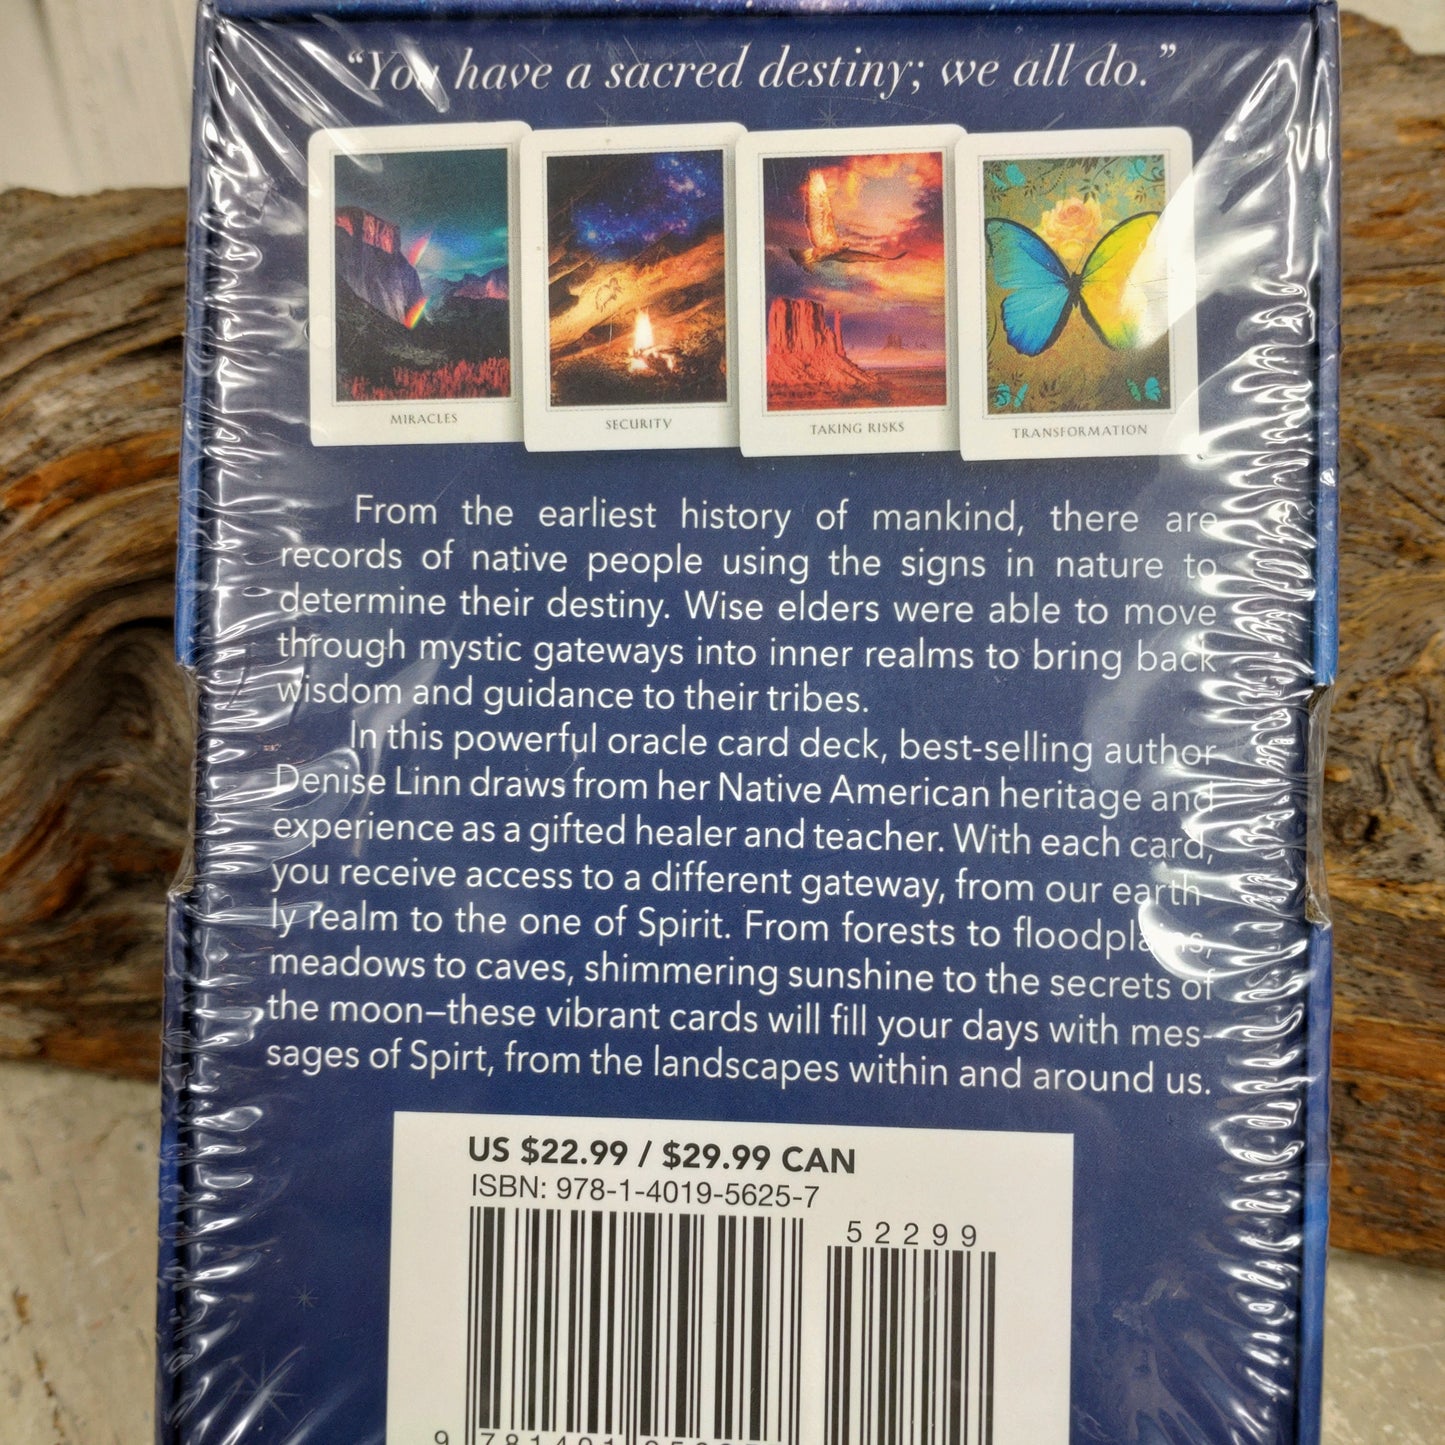 “You have a sacred destiny; we all do.”
MIRACLES
SECURITY
TAKING RISKS
TRANSFORMATION
From the earliest history of mankind, there are
records of native people using the signs in nature to
determine their destiny. Wise elders were able to move
through mystic gateways into inner realms to bring back
wisdom and guidance to their tribes.
In this powerful oracle card deck, best-selling author
Denise Linn draws from her Native American heritage and
experience as a gifted healer and teacher. With each card,
you receive access to a different gateway, from our earth
ly realm to the one of Spirit. From forests to floodplains,
meadows to caves, shimmering sunshine to the secrets of
the moon—these vibrant cards will fill your days with mes-
sages of Spirt, from the landscapes within and around us.
US $22.99 / $29.99 CAN
ISBN: 978-1-4019-5625-7
52299